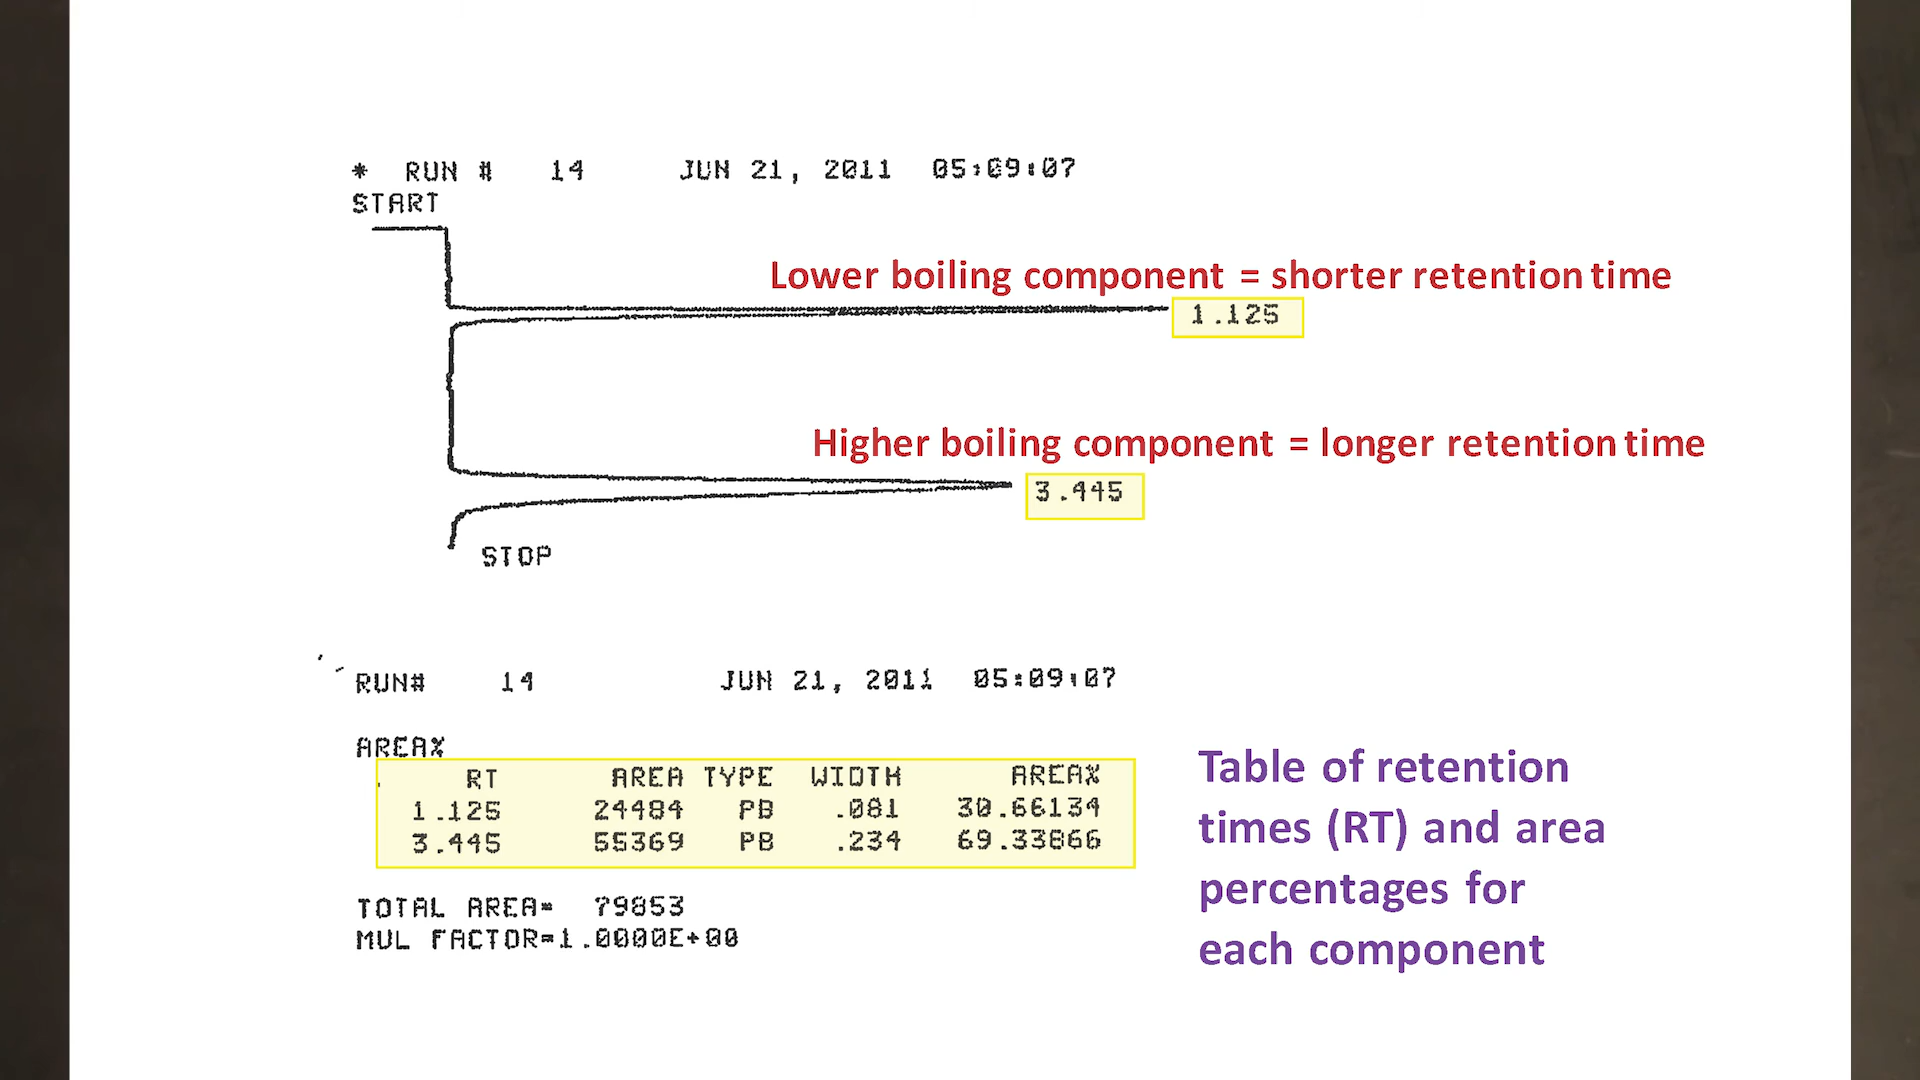 * RUN # 14 JUN 21, 2011 05:09:07
START
Lower boiling component = shorter retention time
1.125
Higher boiling component = longer retention time
3.445
STOP
RUN# 14 JUN 21, 2011 05:09:07
AREA%
RT AREA TYPE WIDTH AREA%
1.125 24484 PB .081 30.66134
3.445 55369 PB .234 69.33866
TOTAL AREA= 79853
MUL FACTOR=1.0000E+00
Table of retention
times (RT) and area
percentages for
each component